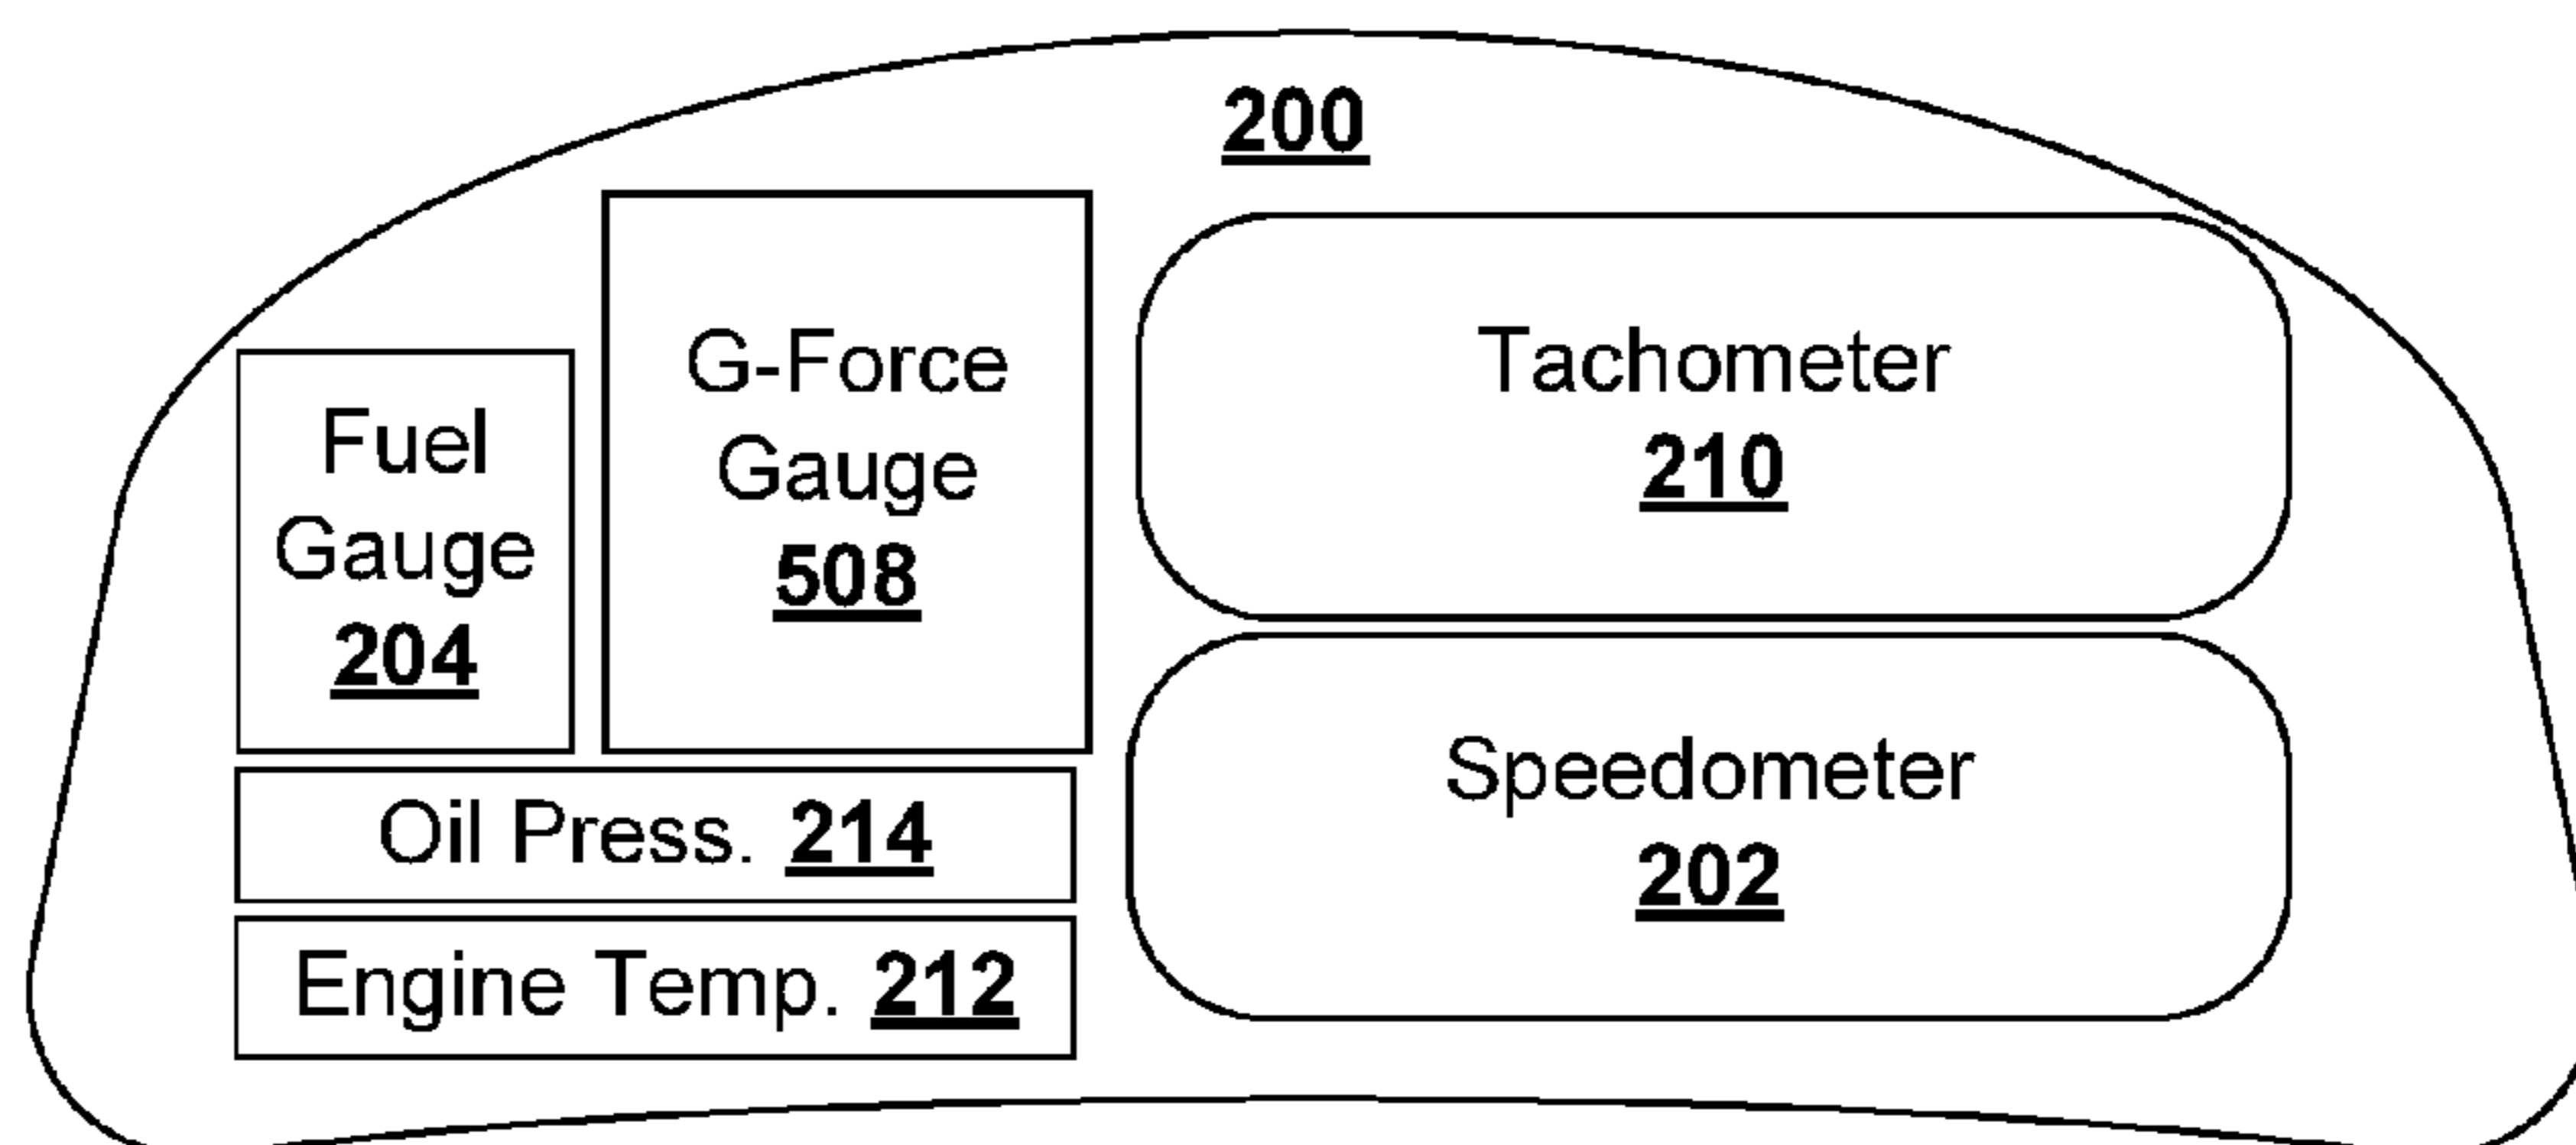 200
Fuel
Gauge
204
G-Force
Gauge
508
Tachometer
210
Oil Press. 214
Engine Temp. 212
Speedometer
202